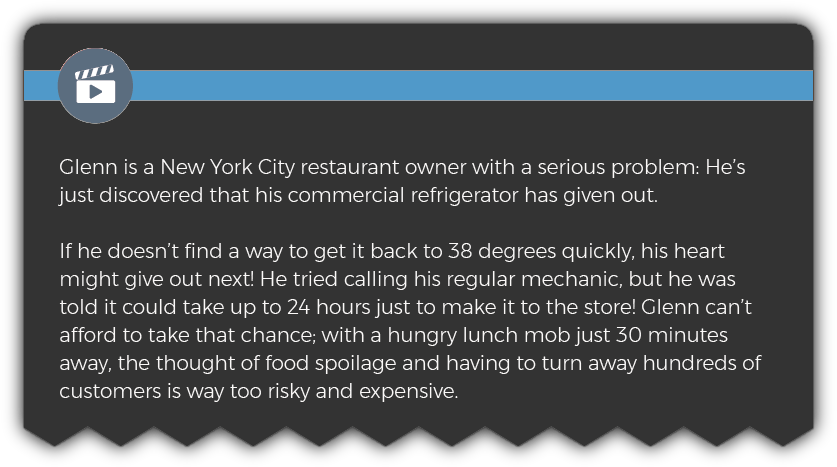 Glenn is a New York City restaurant owner with a serious problem: He’s
just discovered that his commercial refrigerator has given out.
If he doesn’t find a way to get it back to 38 degrees quickly, his heart
might give out next! He tried calling his regular mechanic, but he was
told it could take up to 24 hours just to make it to the store! Glenn can’t
afford to take that chance; with a hungry lunch mob just 30 minutes
away, the thought of food spoilage and having to turn away hundreds of
customers is way too risky and expensive.